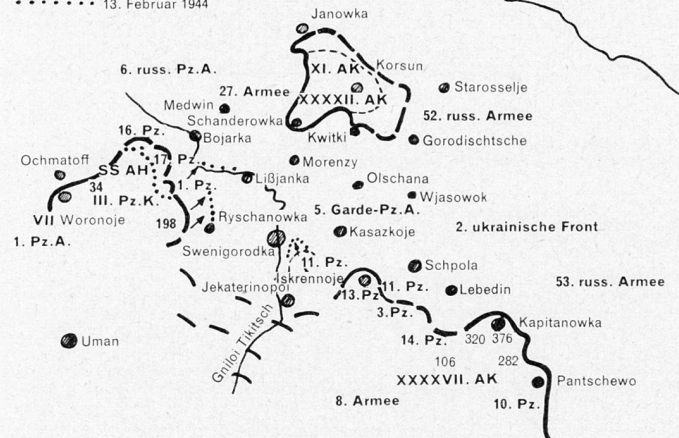 13. Februar 1944
Janowka
6. russ. Pz.A.
XI. AK
Korsun
27. Armee
XXXXII. AK
Starosselje
Medwin
Schanderowka
52. russ. Armee
16. Pz.
Bojarka
Kwitki
Gorodischtsche
Ochmatoff
17. Pz.
Morenzy
SS AH
34
1. Pz.
Lißjanka
Olschana
III. Pz.K.
Wjasowok
VII
Woronoje
198
Ryschanowka
5. Garde-Pz.A.
2. ukrainische Front
1. Pz.A.
Kasazkoje
Swenigorodka
11. Pz.
Schpola
Iskrennoje
53. russ. Armee
Jekaterinopol
13.Pz.
11. Pz.
Lebedin
3.Pz.
Kapitanowka
Gniloi Tikitsch
Uman
14. Pz.
320
376
106
282
XXXXVII. AK
Pantschewo
8. Armee
10. Pz.